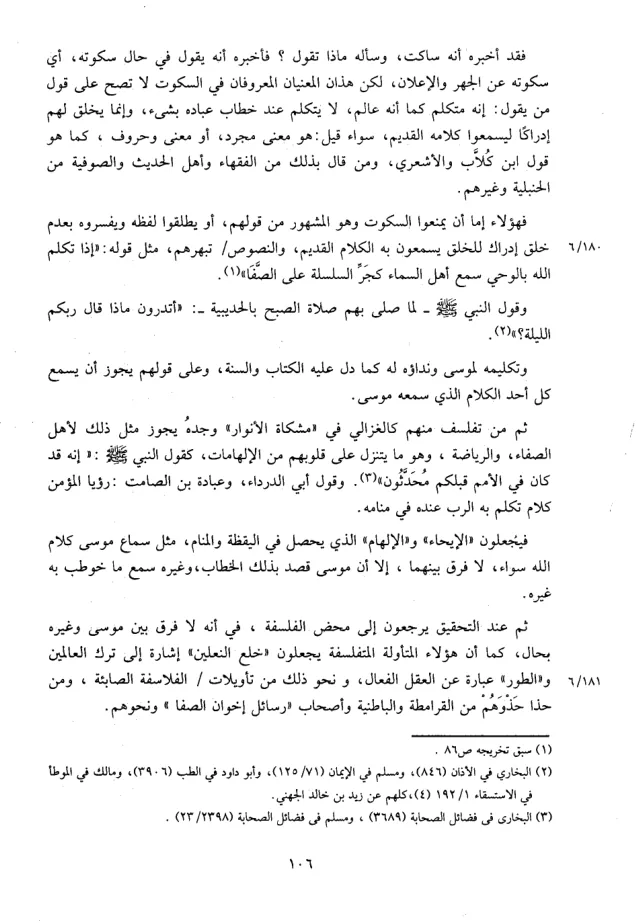 فقد أخبره أنه ساكت، وسأله ماذا تقول ؟ فأخبره أنه يقول في حال سكوته، أي
سكوته عن الجهر والإعلان، لكن هذان المعنيان المعروفان في السكوت لا تصح على قول
من يقول: إنه متكلم كما أنه عالم، لا يتكلم عند خطاب عباده بشيء، وإنما يخلق لهم
إدراكًا ليسمعوا كلامه القديم، سواء قيل:هو معنى مجرد، أو معنى وحروف ، كما هو
قول ابن كُلاَّب والأشعري، ومن قال بذلك من الفقهاء وأهل الحديث والصوفية من
الحنبلية وغيرهم.
فهؤلاء إما أن يمنعوا السكوت وهو المشهور من قولهم، أو يطلقوا لفظه ويفسروه بعدم
٦/١٨٠ خلق إدراك للخلق يسمعون به الكلام القديم، والنصوص/ تبهرهم، مثل قوله: «إذا تكلم
الله بالوحي سمع أهل السماء كجَرِّ السلسلة على الصَّفَا»(١).
وقول النبي ﷺ ـ لما صلى بهم صلاة الصبح بالحديبية ـ: «أتدرون ماذا قال ربكم
الليلة؟»(٢).
وتكليمه لموسى ونداؤه له كما دل عليه الكتاب والسنة، وعلى قولهم يجوز أن يسمع
كل أحد الكلام الذي سمعه موسى.
ثم من تفلسف منهم كالغزالي في «مشكاة الأنوار» وجدهُ يجوز مثل ذلك لأهل
الصفاء، والرياضة ، وهو ما يتنزل على قلوبهم من الإلهامات، كقول النبي ﷺ :« إنه قد
كان في الأمم قبلكم مُحَدَّثُون»(٣). وقول أبي الدرداء، وعبادة بن الصامت :رؤيا المؤمن
كلام تكلم به الرب عنده في منامه.
فيجعلون «الإيحاء» و«الإلهام» الذي يحصل في اليقظة والمنام، مثل سماع موسى كلام
الله سواء، لا فرق بينهما ، إلا أن موسى قصد بذلك الخطاب،وغيره سمع ما خوطب به
غيره.
ثم عند التحقيق يرجعون إلى محض الفلسفة ، في أنه لا فرق بين موسى وغيره
بحال، كما أن هؤلاء المتأولة المتفلسفة يجعلون «خلع النعلين» إشارة إلى ترك العالمين
٦/١٨١ و«الطور» عبارة عن العقل الفعال، و نحو ذلك من تأويلات / الفلاسفة الصابئة ، ومن
حذا حَذْوَهُمْ من القرامطة والباطنية وأصحاب «رسائل إخوان الصفا » ونحوهم.
(١) سبق تخريجه ص٨٦ .
(٢) البخاري في الأذان (٨٤٦)، ومسلم في الإيمان (١٢٥/٧١)، وأبو داود في الطب (٣٩٠٦)، ومالك في الموطأ
في الاستسقاء ١٩٢/١ (٤)،كلهم عن زيد بن خالد الجهني.
(٣) البخارى فى فضائل الصحابة (٣٦٨٩) ، ومسلم فى فضائل الصحابة (٢٣/٢٣٩٨) .
١٠٦